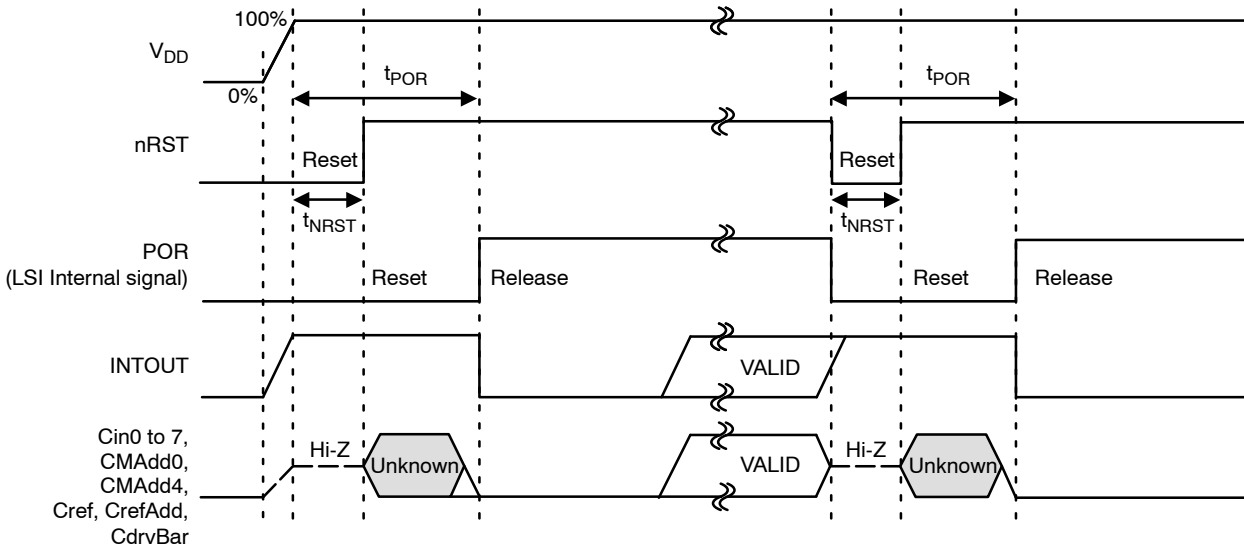 100%
VDD
0%
tPOR
tPOR
nRST
Reset
Reset
tNRST
tNRST
POR
(LSI Internal signal)
Reset
Release
Reset
Release
INTOUT
VALID
Cin0 to 7,
CMAdd0,
CMAdd4,
Cref, CrefAdd,
CdrvBar
Hi-Z
Unknown
VALID
Hi-Z
Unknown